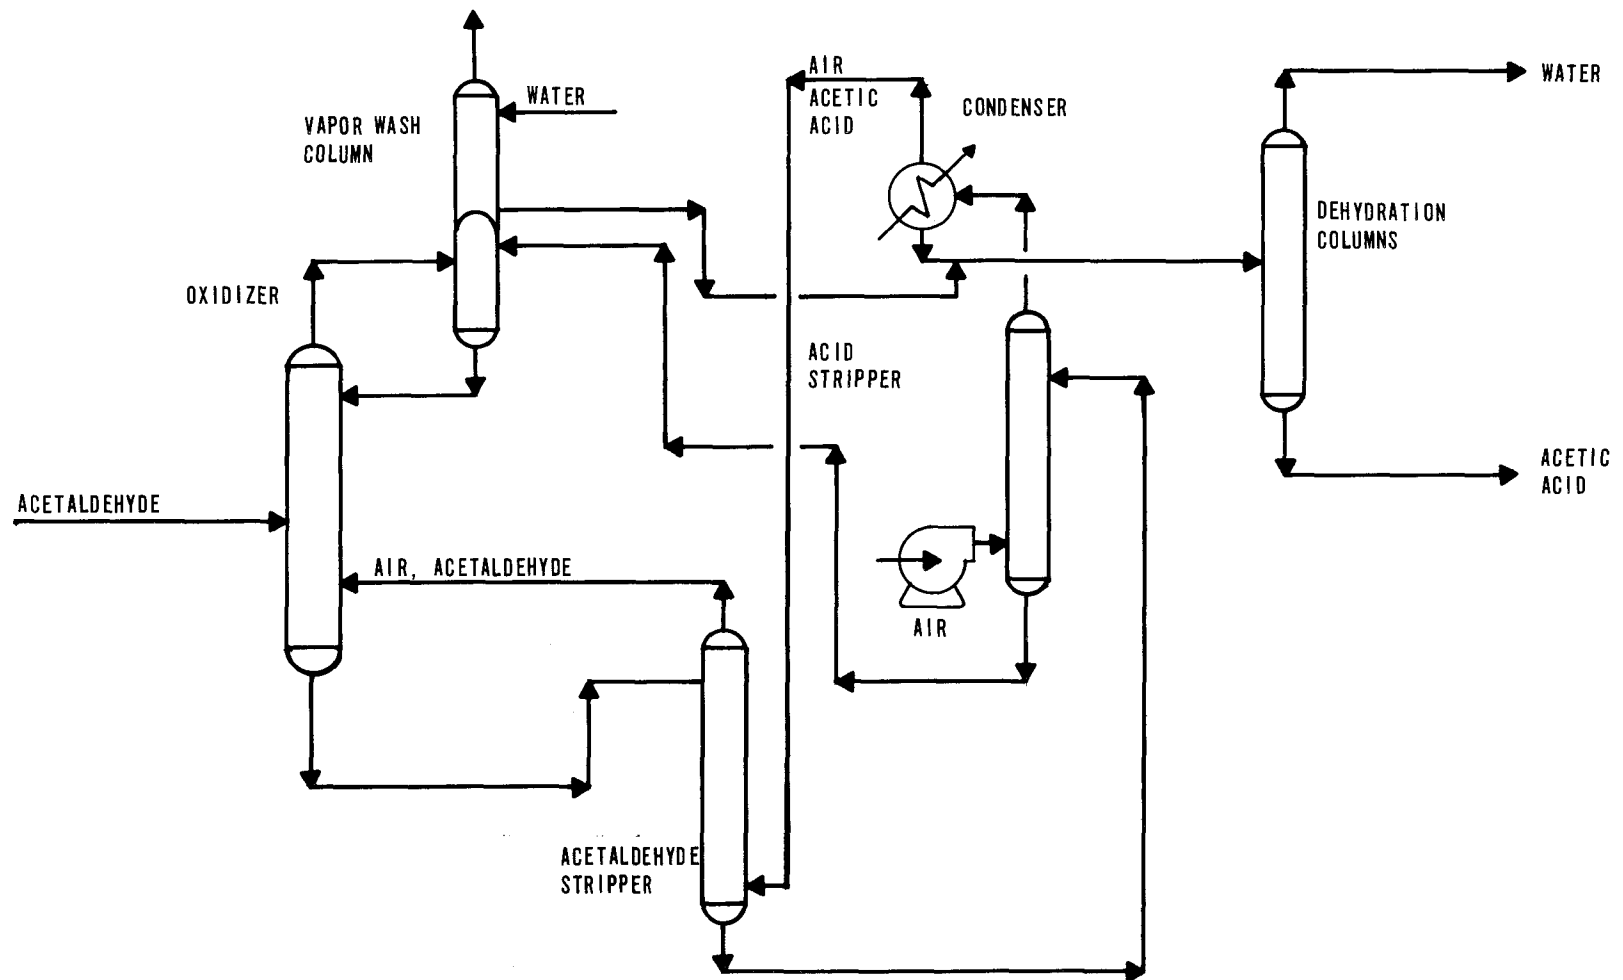 AIR
ACETIC
ACID
CONDENSER
WATER
WATER
VAPOR WASH
COLUMN
DEHYDRATION
COLUMNS
OXIDIZER
ACID
STRIPPER
ACETIC
ACID
ACETALDEHYDE
AIR, ACETALDEHYDE
AIR
ACETALDEHYDE
STRIPPER